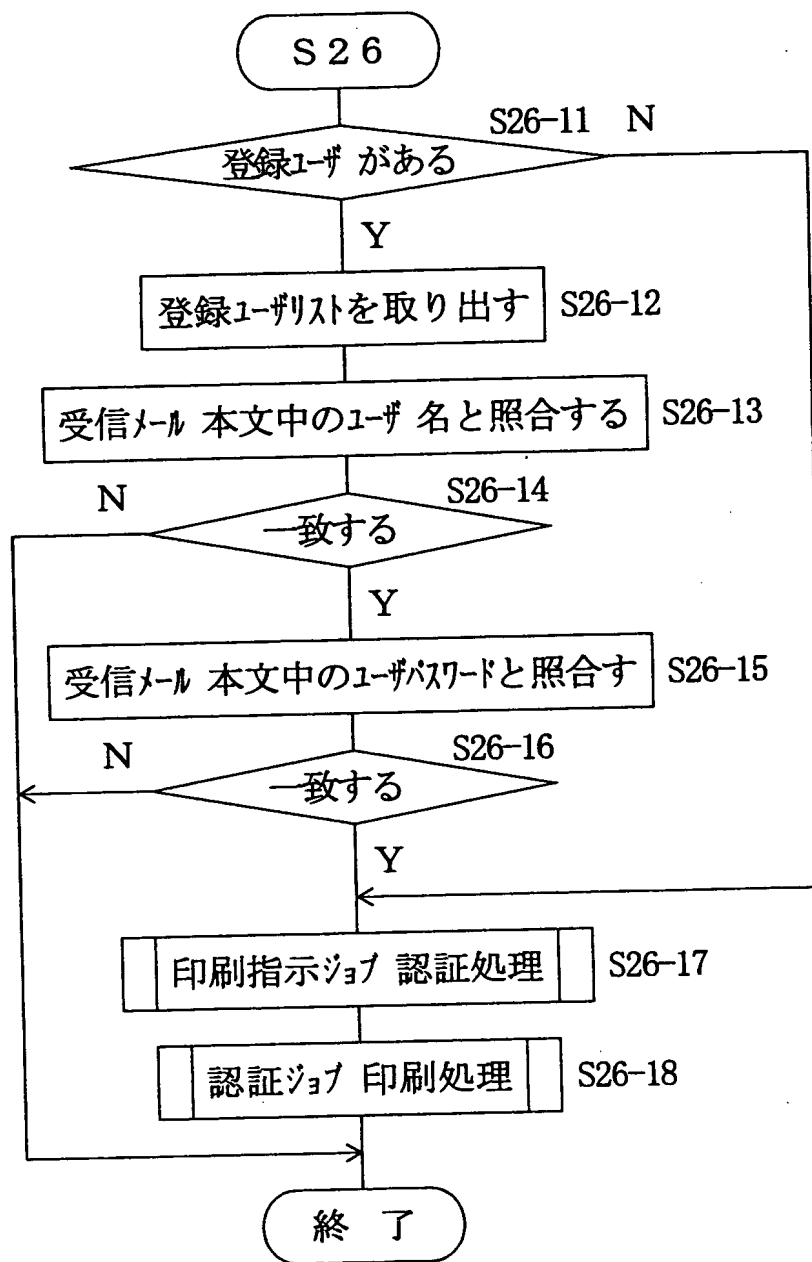 S26
S26-11 N
登録ﾕｰｻﾞ がある
Y
登録ﾕｰｻﾞﾘｽﾄを取り出す S26-12
受信ﾒｰﾙ 本文中のﾕｰｻﾞ 名と照合する S26-13
N S26-14
一致する
Y
受信ﾒｰﾙ 本文中のﾕｰｻﾞﾊﾟｽﾜｰﾄﾞと照合す S26-15
N S26-16
一致する
Y
印刷指示ｼﾞｮﾌﾞ 認証処理 S26-17
認証ｼﾞｮﾌﾞ 印刷処理 S26-18
終 了